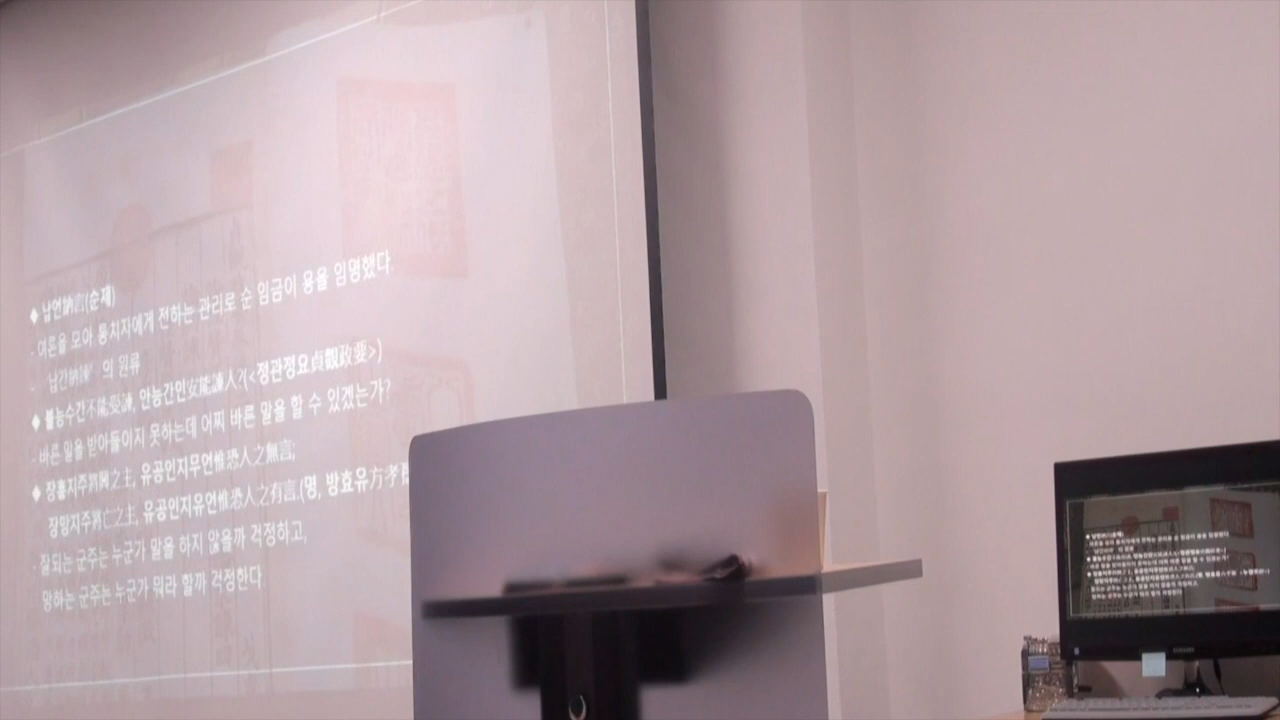 ◆ 납언納言(순제)
- 여론을 모아 통치자에게 전하는 관리로 순 임금이 용을 임명했다.
- 납간納諫 의 원류
◆ 불능수간不能受諫, 안능간인安能諫人?(<정관정요貞觀政要>)
- 바른 말을 받아들이지 못하는데 어찌 바른 말을 할 수 있겠는가?
◆ 장흥지주將興之主, 유공인지무언惟恐人之無言;
장망지주將亡之主, 유공인지유언惟恐人之有言.(명, 방효유方孝
- 잘되는 군주는 누군가 말을 하지 않을까 걱정하고,
망하는 군주는 누군가 뭐라 할까 걱정한다.
SAMSUNG